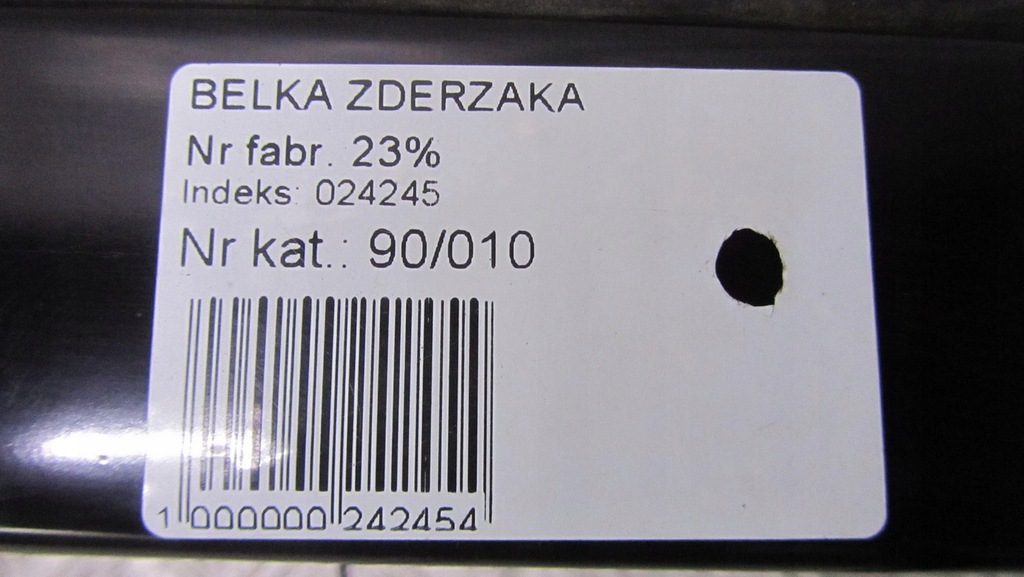 BELKA ZDERZAKA
Nr fabr. 23%
Indeks: 024245
Nr kat.: 90/010
1 000000 242454